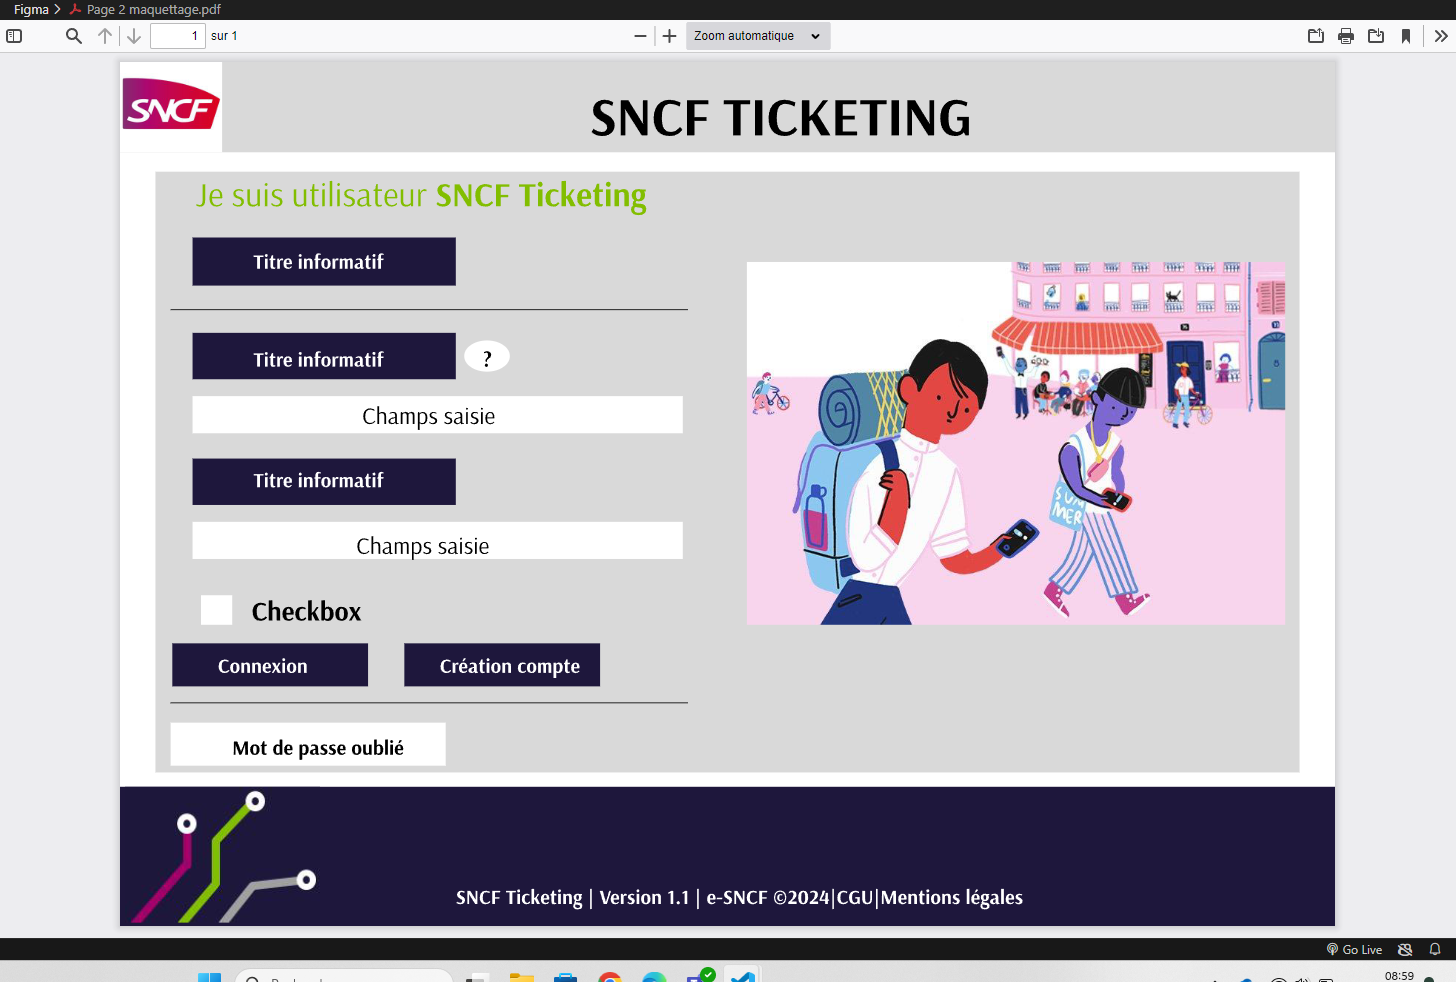 Figma > Page 2 maquettage.pdf
1 sur 1
Zoom automatique
SNCF
SNCF TICKETING
Je suis utilisateur SNCF Ticketing
Titre informatif
Titre informatif
?
Champs saisie
Titre informatif
Champs saisie
SUM
MER
Checkbox
Connexion
Création compte
Mot de passe oublié
SNCF Ticketing | Version 1.1 | e-SNCF ©2024|CGU|Mentions légales
Go Live
08:59